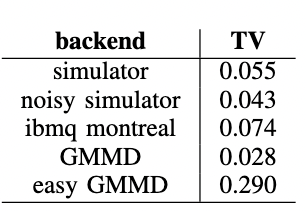 backend TV
simulator 0.055
noisy simulator 0.043
ibmq montreal 0.074
GMMD 0.028
easy GMMD 0.290